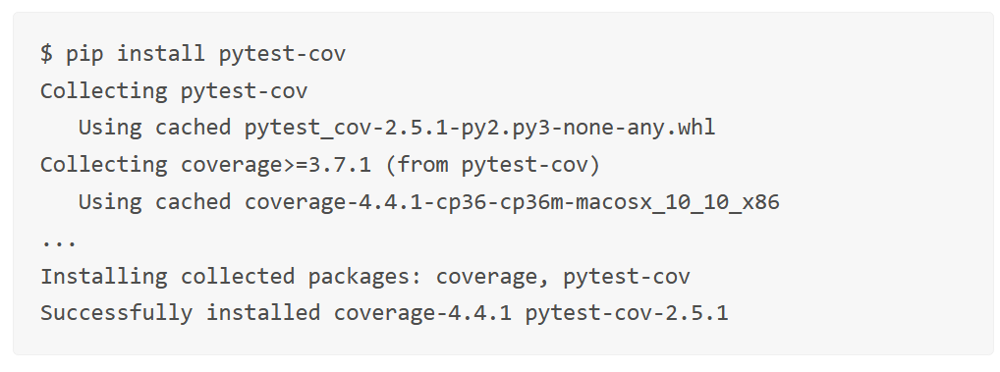 $ pip install pytest-cov
Collecting pytest-cov
Using cached pytest_cov-2.5.1-py2.py3-none-any.whl
Collecting coverage>=3.7.1 (from pytest-cov)
Using cached coverage-4.4.1-cp36-cp36m-macosx_10_10_x86
...
Installing collected packages: coverage, pytest-cov
Successfully installed coverage-4.4.1 pytest-cov-2.5.1